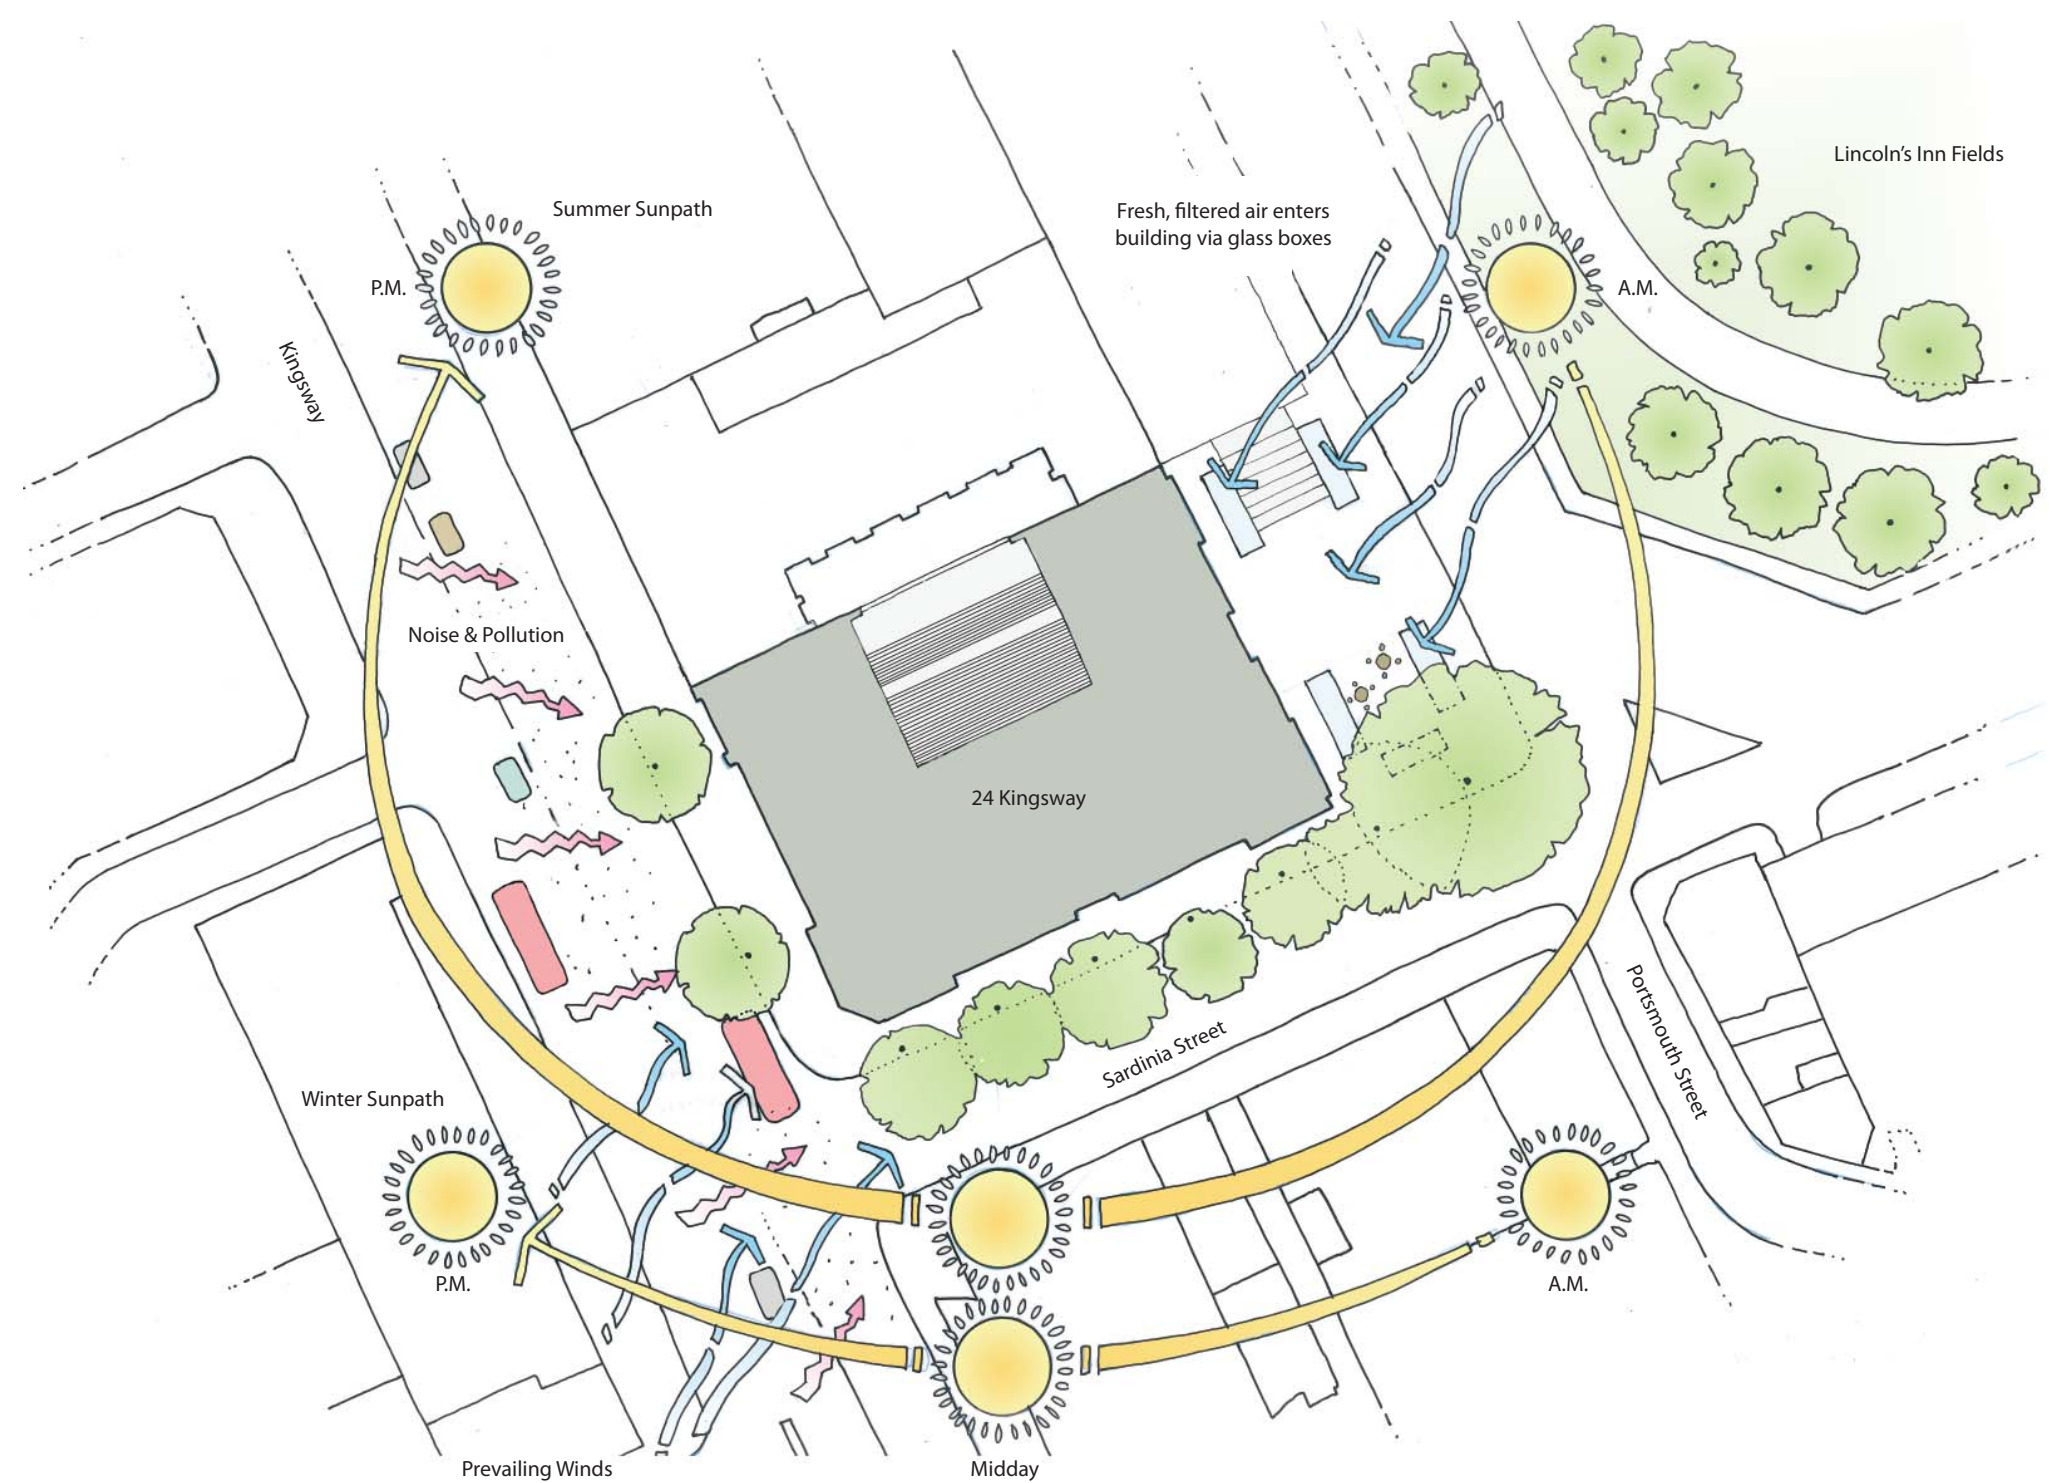 Lincoln's Inn Fields
Summer Sunpath
Fresh, filtered air enters
building via glass boxes
P.M.
A.M.
Kingsway
Noise & Pollution
24 Kingsway
Sardinia Street
Portsmouth Street
Winter Sunpath
P.M.
A.M.
Prevailing Winds
Midday